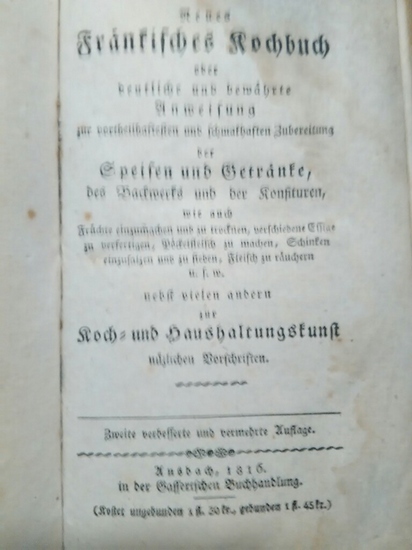 Neues
Fränkisches Kochbuch
oder
deutliche und bewährte
Anweisung
zur vortheilhaftesten und schmakhaften Zubereitung
der
Speisen und Getränke,
des Backwerks und der Konfituren,
wie auch
Früchte einzumachen und zu trocknen, verschiedene Essige
zu verfertigen, Pöckelfleisch zu machen, Schinken
einzusalzen und zu sieden, Fleisch zu räuchern
u. s. w.
nebst vielen andern
zur
Koch- und Haushaltungskunst
nüzlichen Vorschriften.
Zweite verbesserte und vermehrte Auflage.
Ansbach, 1816.
in der Gassertschen Buchhandlung.
(Kostet ungebunden 1 fl. 30 kr., gebunden 1 fl. 45 kr.)